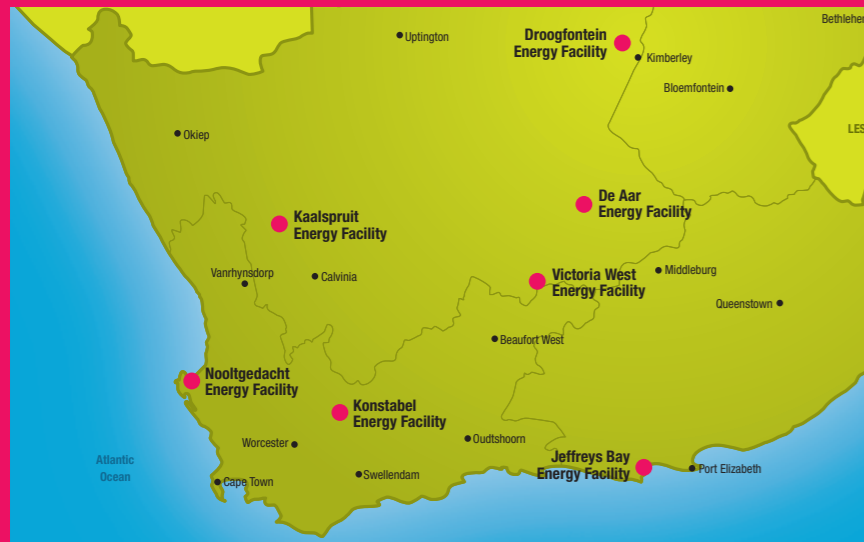 Bethlehem
Droogfontein
Energy Facility
Uptington
Kimberley
Bloemfontein
LES
Okiep
De Aar
Energy Facility
Kaalspruit
Energy Facility
Vanrhynsdorp
Calvinia
Victoria West
Energy Facility
Middleburg
Queenstown
Beaufort West
Nooltgedacht
Energy Facility
Konstabel
Energy Facility
Worcester
Oudtshoorn
Atlantic
Ocean
Jeffreys Bay
Energy Facility
Port Elizabeth
Swellendam
Cape Town